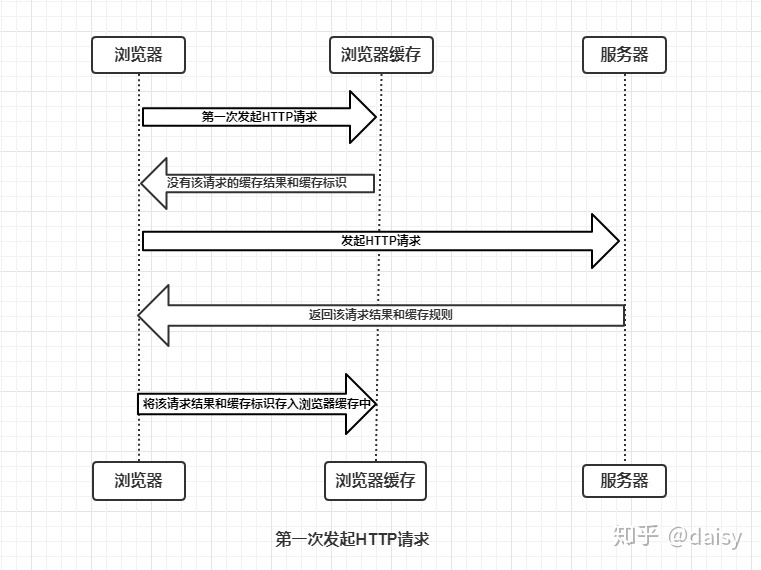 浏览器 浏览器缓存 服务器
第一次发起HTTP请求
没有该请求的缓存结果和缓存标识
发起HTTP请求
返回该请求结果和缓存规则
将该请求结果和缓存标识存入浏览器缓存中
浏览器 浏览器缓存 服务器
第一次发起HTTP请求
知乎 @daisy